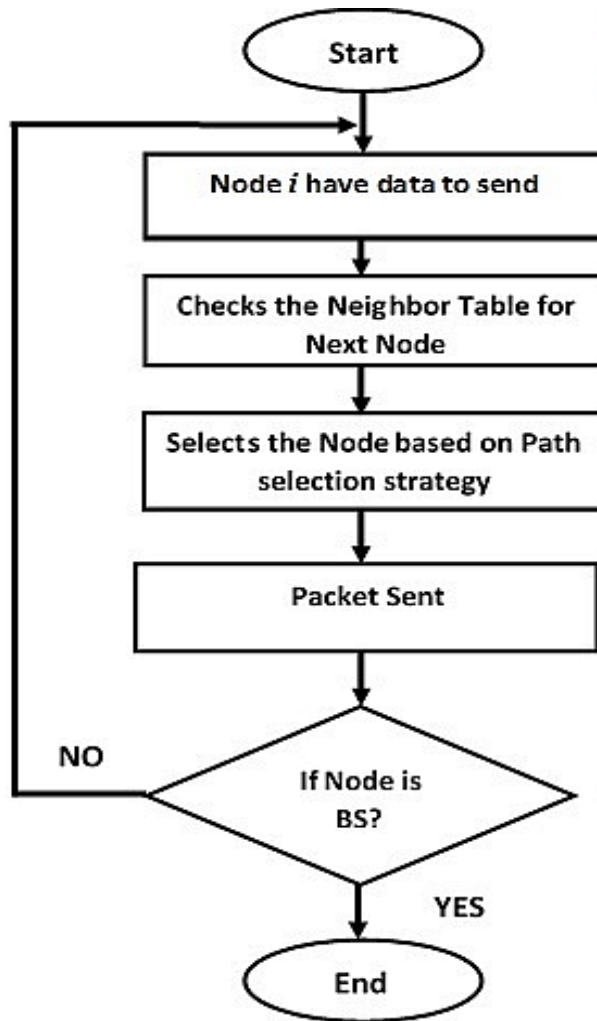 Start
Node i have data to send
Checks the Neighbor Table for
Next Node
Selects the Node based on Path
selection strategy
Packet Sent
NO
If Node is
BS?
YES
End